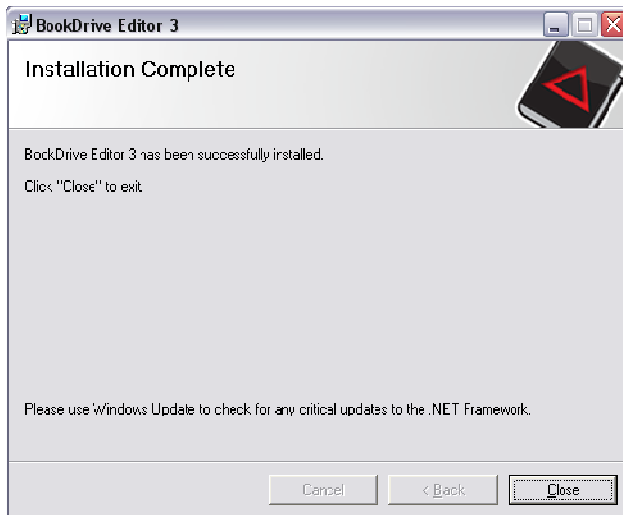 BookDrive Editor 3
Installation Complete
BookDrive Editor 3 has been successfully installed.
Click "Close" to exit.
Please use Windows Update to check for any critical updates to the .NET Framework.
Cancel
< Back
Close